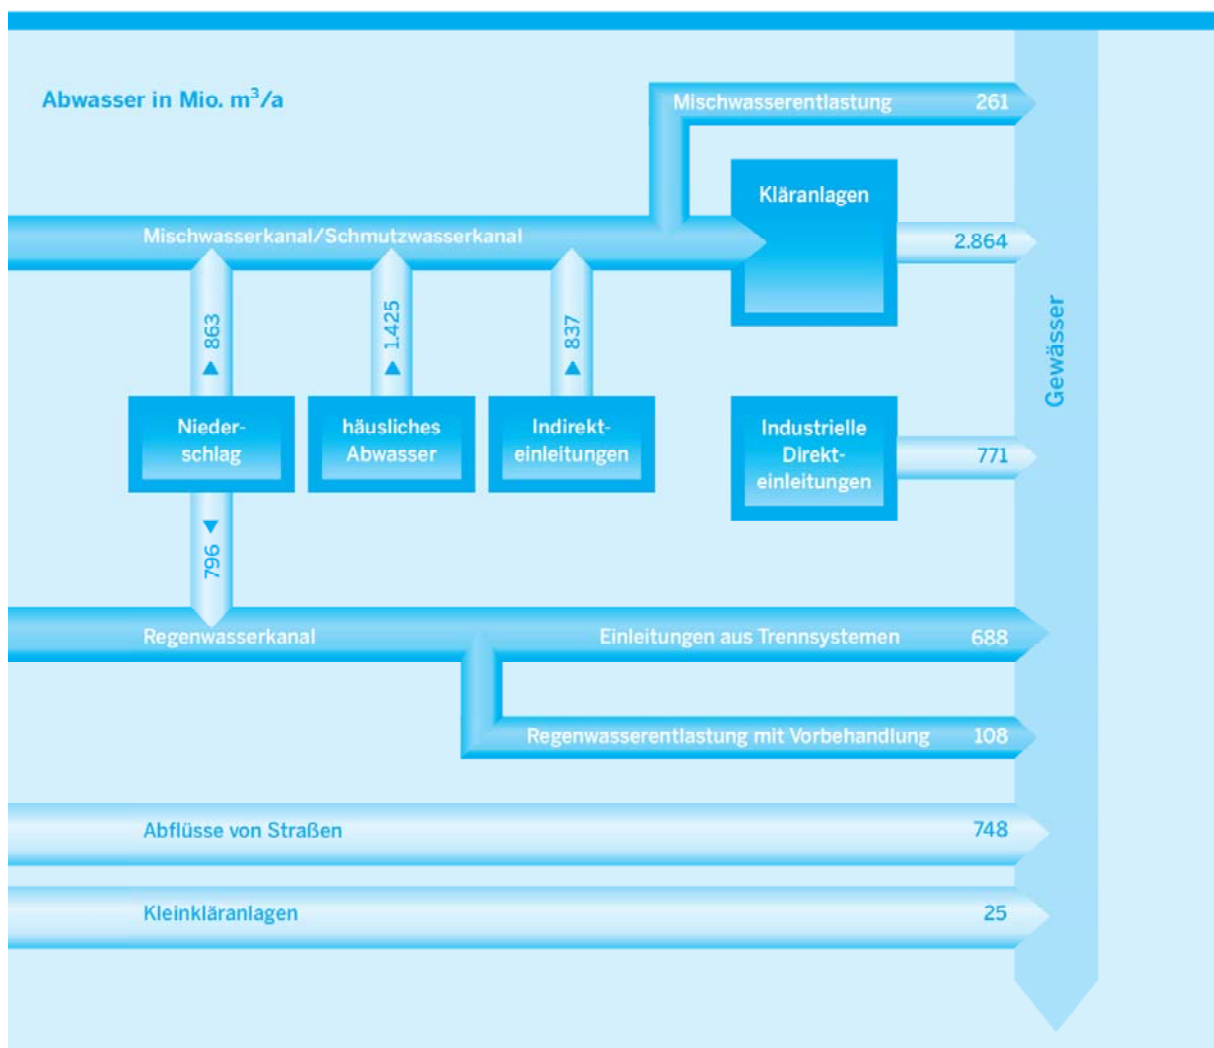 Abwasser in Mio. m³/a
Mischwasserentlastung 261
Kläranlagen
Mischwasserkanal/Schmutzwasserkanal
2.864
863
1.425
837
Gewässer
Nieder-
schlag
häusliches
Abwasser
Indirekt-
einleitungen
Industrielle
Direkt-
einleitungen
771
796
Regenwasserkanal
Einleitungen aus Trennsystemen 688
Regenwasserentlastung mit Vorbehandlung 108
Abflüsse von Straßen 748
Kleinkläranlagen 25